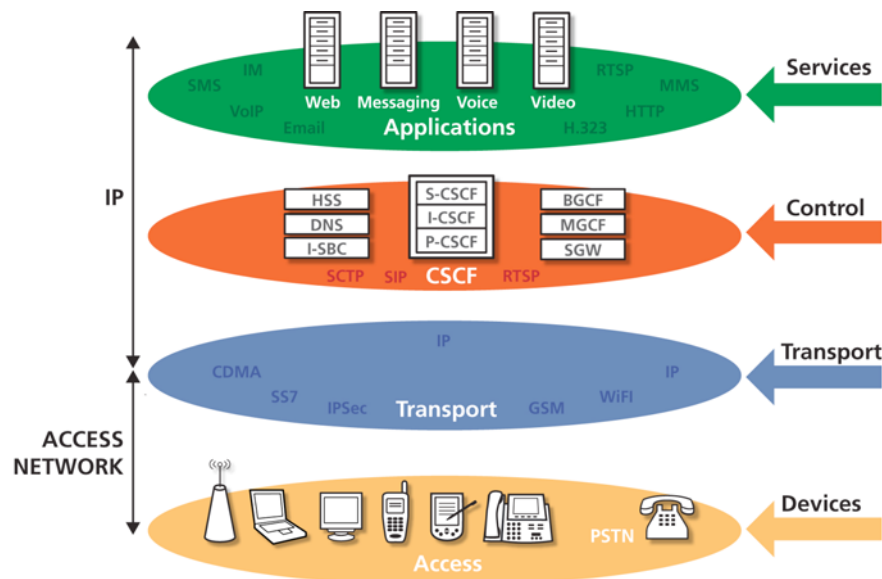 IM
SMS
VoIP
Email
Web
Messaging
Voice
Video
Applications
RTSP
MMS
HTTP
H.323
Services
IP
HSS
DNS
I-SBC
S-CSCF
I-CSCF
P-CSCF
BGCF
MGCF
SGW
SCTP
SIP
CSCF
RTSP
Control
IP
CDMA
IP
SS7
IPSec
Transport
GSM
WiFI
Transport
ACCESS
NETWORK
Access
PSTN
Devices